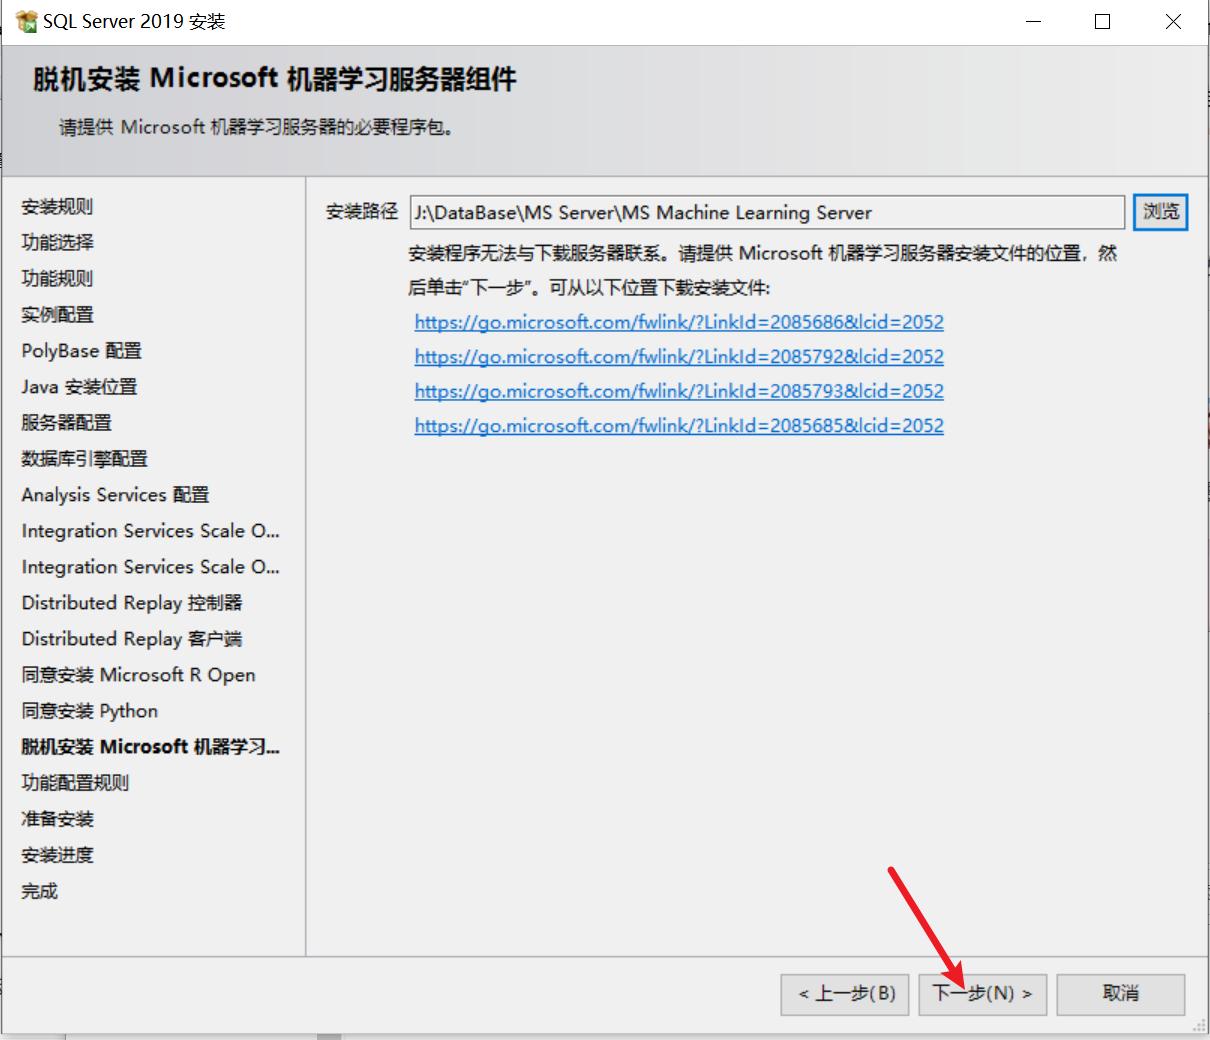 SQL Server 2019 安装
脱机安装 Microsoft 机器学习服务器组件
请提供 Microsoft 机器学习服务器的必要程序包。
安装规则
功能选择
功能规则
实例配置
PolyBase 配置
Java 安装位置
服务器配置
数据库引擎配置
Analysis Services 配置
Integration Services Scale O...
Integration Services Scale O...
Distributed Replay 控制器
Distributed Replay 客户端
同意安装 Microsoft R Open
同意安装 Python
脱机安装 Microsoft 机器学习...
功能配置规则
准备安装
安装进度
完成
安装路径 J:\DataBase\MS Server\MS Machine Learning Server 浏览
安装程序无法与下载服务器联系。请提供 Microsoft 机器学习服务器安装文件的位置，然
后单击“下一步”。可从以下位置下载安装文件:
https://go.microsoft.com/fwlink/?LinkId=2085686&lcid=2052
https://go.microsoft.com/fwlink/?LinkId=2085792&lcid=2052
https://go.microsoft.com/fwlink/?LinkId=2085793&lcid=2052
https://go.microsoft.com/fwlink/?LinkId=2085685&lcid=2052
< 上一步(B) 下一步(N) > 取消